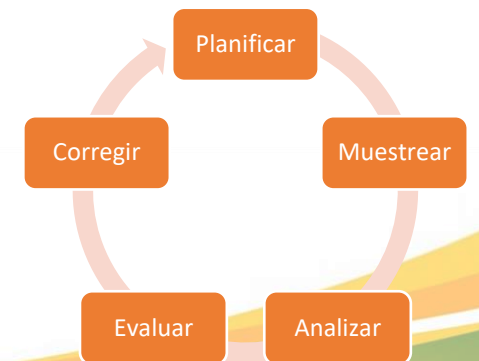 Planificar
Muestrear
Analizar
Evaluar
Corregir